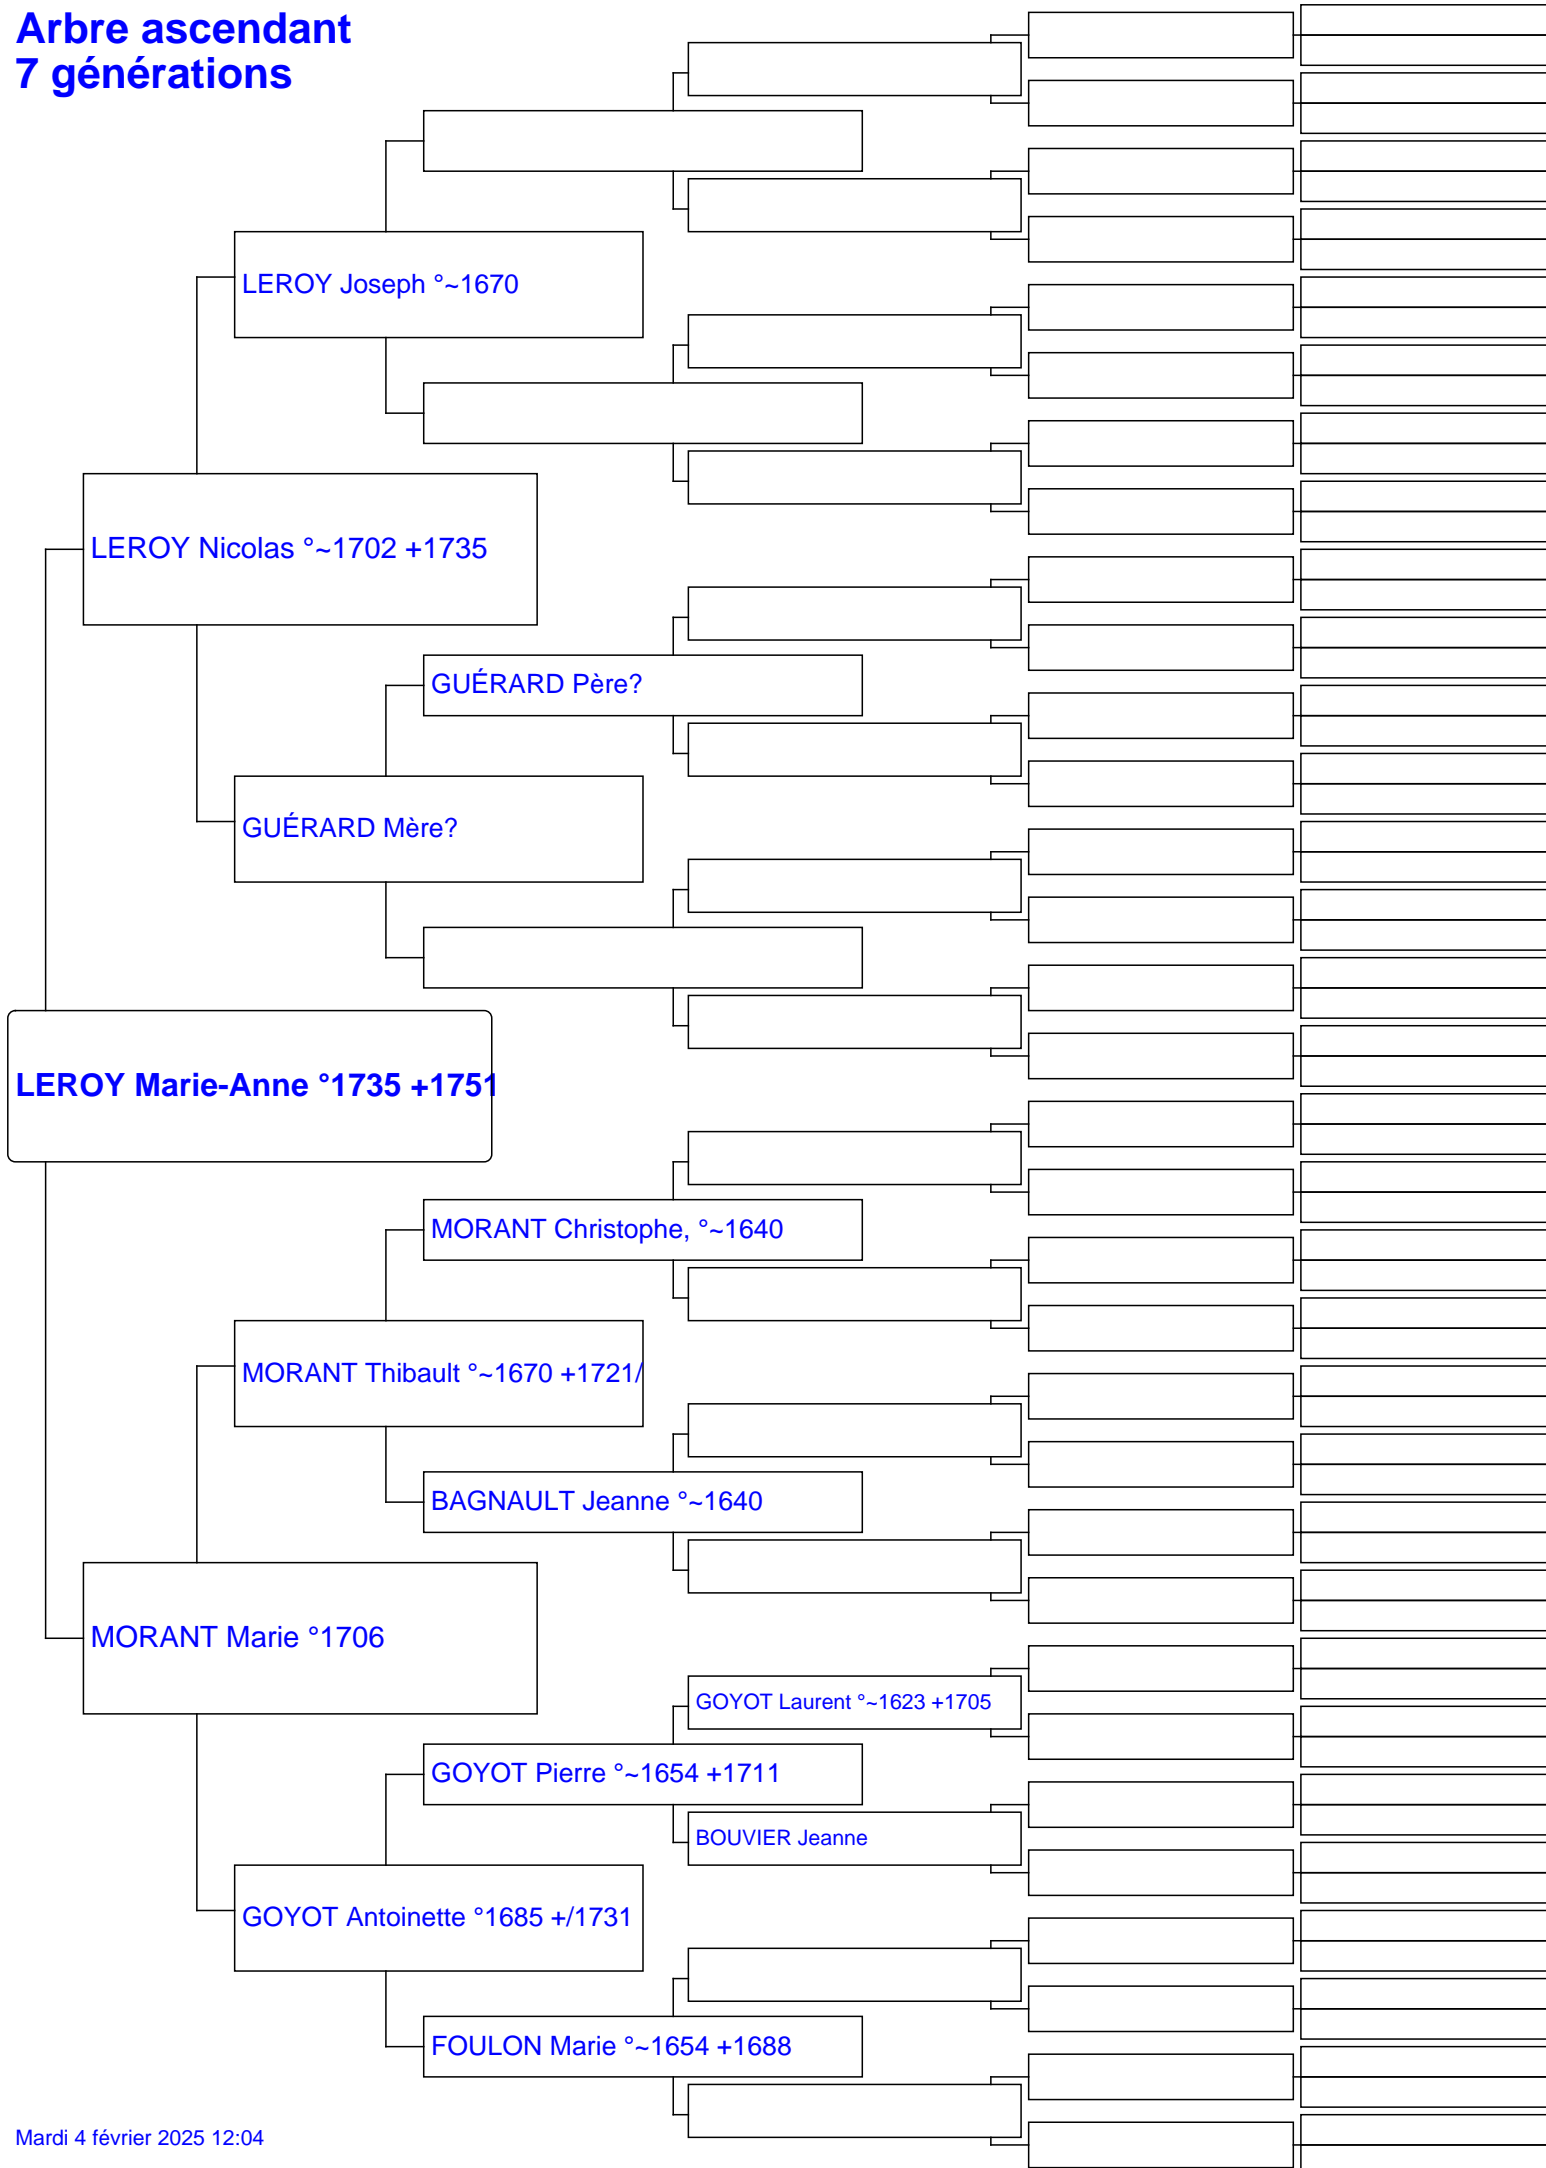 Arbre ascendant
7 générations
LEROY Joseph °~1670
LEROY Nicolas °~1702 +1735
GUÉRARD Père?
GUÉRARD Mère?
LEROY Marie-Anne °1735 +1751
MORANT Christophe, °~1640
MORANT Thibault °~1670 +1721/
BAGNAULT Jeanne °~1640
MORANT Marie °1706
GOYOT Laurent °~1623 +1705
GOYOT Pierre °~1654 +1711
BOUVIER Jeanne
GOYOT Antoinette °1685 +/1731
FOULON Marie °~1654 +1688
Mardi 4 février 2025 12:04